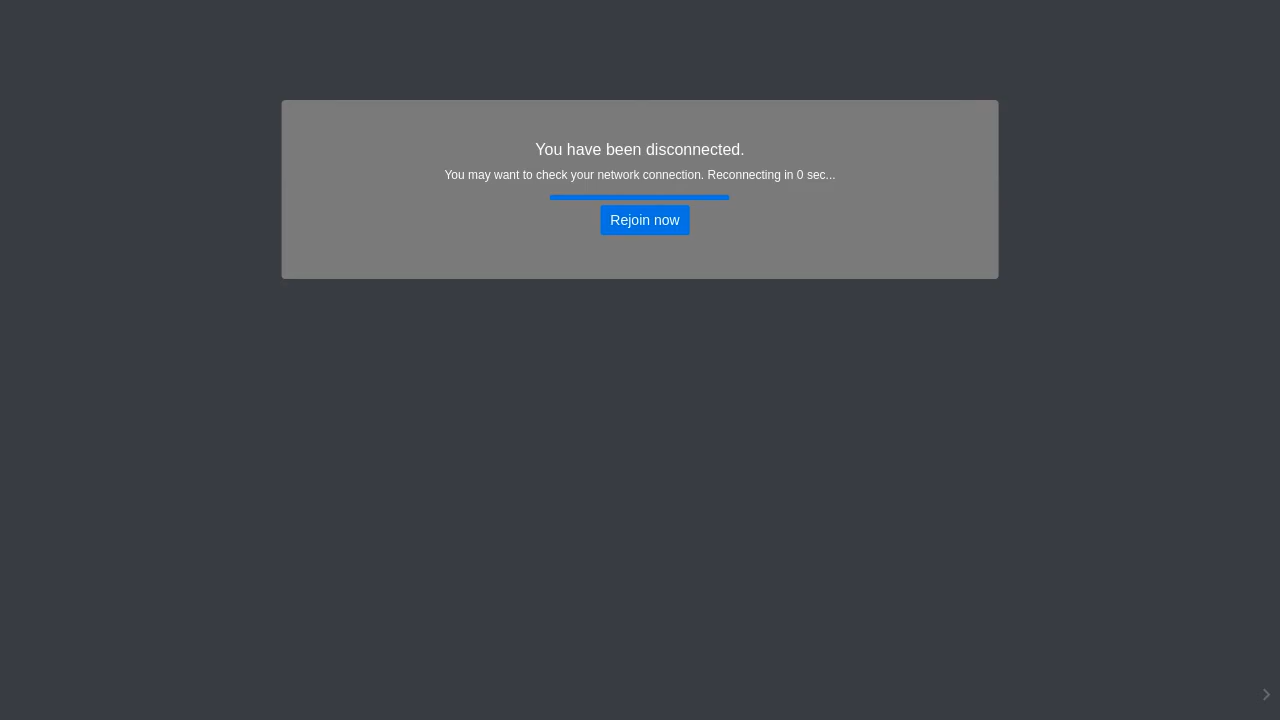 You have been disconnected.
You may want to check your network connection. Reconnecting in 0 sec...
Rejoin now